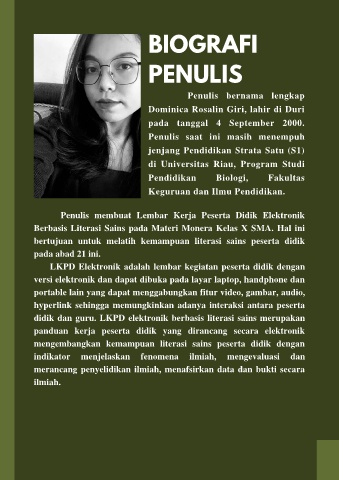 BIOGRAFI
PENULIS
Penulis bernama lengkap
Dominica Rosalin Giri, lahir di Duri
pada tanggal 4 September 2000.
Penulis saat ini masih menempuh
jenjang Pendidikan Strata Satu (S1)
di Universitas Riau, Program Studi
Pendidikan Biologi, Fakultas
Keguruan dan Ilmu Pendidikan.
Penulis membuat Lembar Kerja Peserta Didik Elektronik
Berbasis Literasi Sains pada Materi Monera Kelas X SMA. Hal ini
bertujuan untuk melatih kemampuan literasi sains peserta didik
pada abad 21 ini.
LKPD Elektronik adalah lembar kegiatan peserta didik dengan
versi elektronik dan dapat dibuka pada layar laptop, handphone dan
portable lain yang dapat menggabungkan fitur video, gambar, audio,
hyperlink sehingga memungkinkan adanya interaksi antara peserta
didik dan guru. LKPD elektronik berbasis literasi sains merupakan
panduan kerja peserta didik yang dirancang secara elektronik
mengembangkan kemampuan literasi sains peserta didik dengan
indikator menjelaskan fenomena ilmiah, mengevaluasi dan
merancang penyelidikan ilmiah, menafsirkan data dan bukti secara
ilmiah.